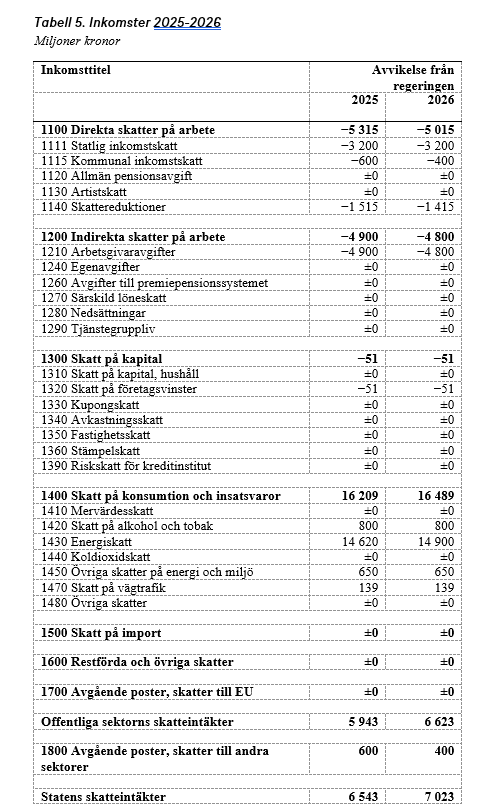 Tabell 5. Inkomster 2025-2026
Miljoner kronor
Inkomsttitel Avvikelse från
regeringen
2025 2026
1100 Direkta skatter på arbete −5 315 −5 015
1111 Statlig inkomstskatt −3 200 −3 200
1115 Kommunal inkomstskatt −600 −400
1120 Allmän pensionsavgift ±0 ±0
1130 Artistskatt ±0 ±0
1140 Skattereduktioner −1 515 −1 415
1200 Indirekta skatter på arbete −4 900 −4 800
1210 Arbetsgivaravgifter −4 900 −4 800
1240 Egenavgifter ±0 ±0
1260 Avgifter till premiepensionssystemet ±0 ±0
1270 Särskild löneskatt ±0 ±0
1280 Nedsättningar ±0 ±0
1290 Tjänstegruppliv ±0 ±0
1300 Skatt på kapital −51 −51
1310 Skatt på kapital, hushåll ±0 ±0
1320 Skatt på företagsvinster −51 −51
1330 Kupongskatt ±0 ±0
1340 Avkastningsskatt ±0 ±0
1350 Fastighetsskatt ±0 ±0
1360 Stämpelskatt ±0 ±0
1390 Riskskatt för kreditinstitut ±0 ±0
1400 Skatt på konsumtion och insatsvaror 16 209 16 489
1410 Mervärdesskatt ±0 ±0
1420 Skatt på alkohol och tobak 800 800
1430 Energiskatt 14 620 14 900
1440 Koldioxidskatt ±0 ±0
1450 Övriga skatter på energi och miljö 650 650
1470 Skatt på vägtrafik 139 139
1480 Övriga skatter ±0 ±0
1500 Skatt på import ±0 ±0
1600 Restförda och övriga skatter ±0 ±0
1700 Avgående poster, skatter till EU ±0 ±0
Offentliga sektorns skatteintäkter 5 943 6 623
1800 Avgående poster, skatter till andra 600 400
sektorer
Statens skatteintäkter 6 543 7 023